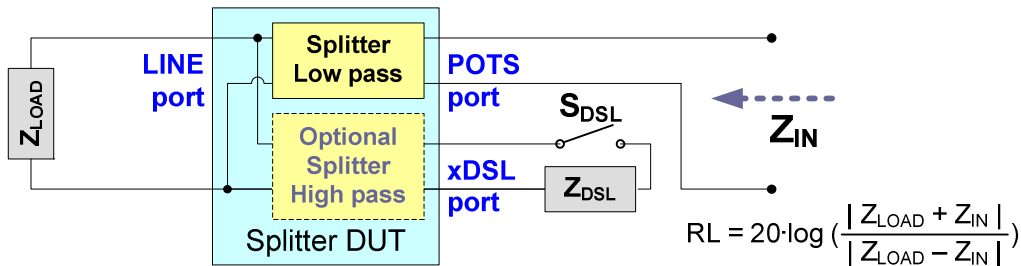 Z_LOAD
LINE
port
Splitter
Low pass
POTS
port
Optional
Splitter
High pass
S_DSL
xDSL
port
Z_DSL
Splitter DUT
Z_IN
RL = 20·log (| Z_LOAD + Z_IN | / | Z_LOAD – Z_IN |)